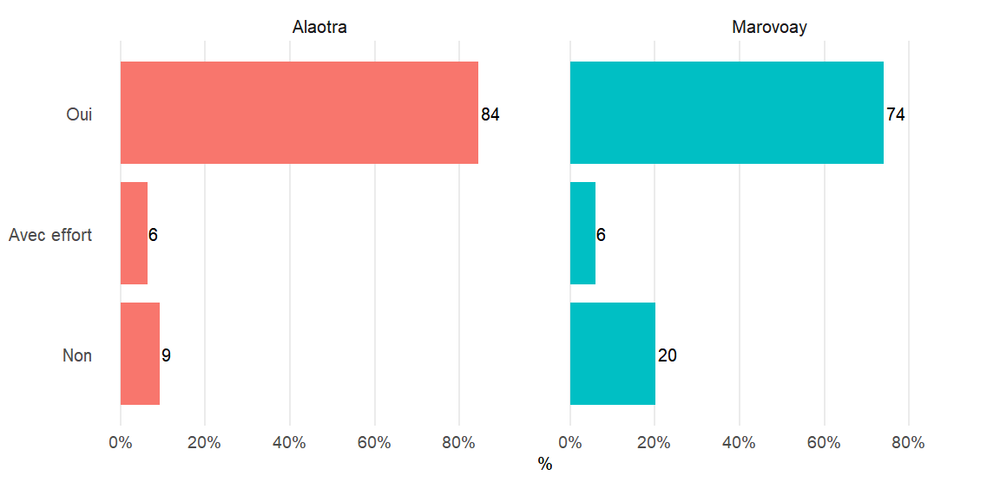 Alaotra
Marovoay
Oui
84
74
Avec effort
6
6
Non
9
20
0% 20% 40% 60% 80%
0% 20% 40% 60% 80%
%